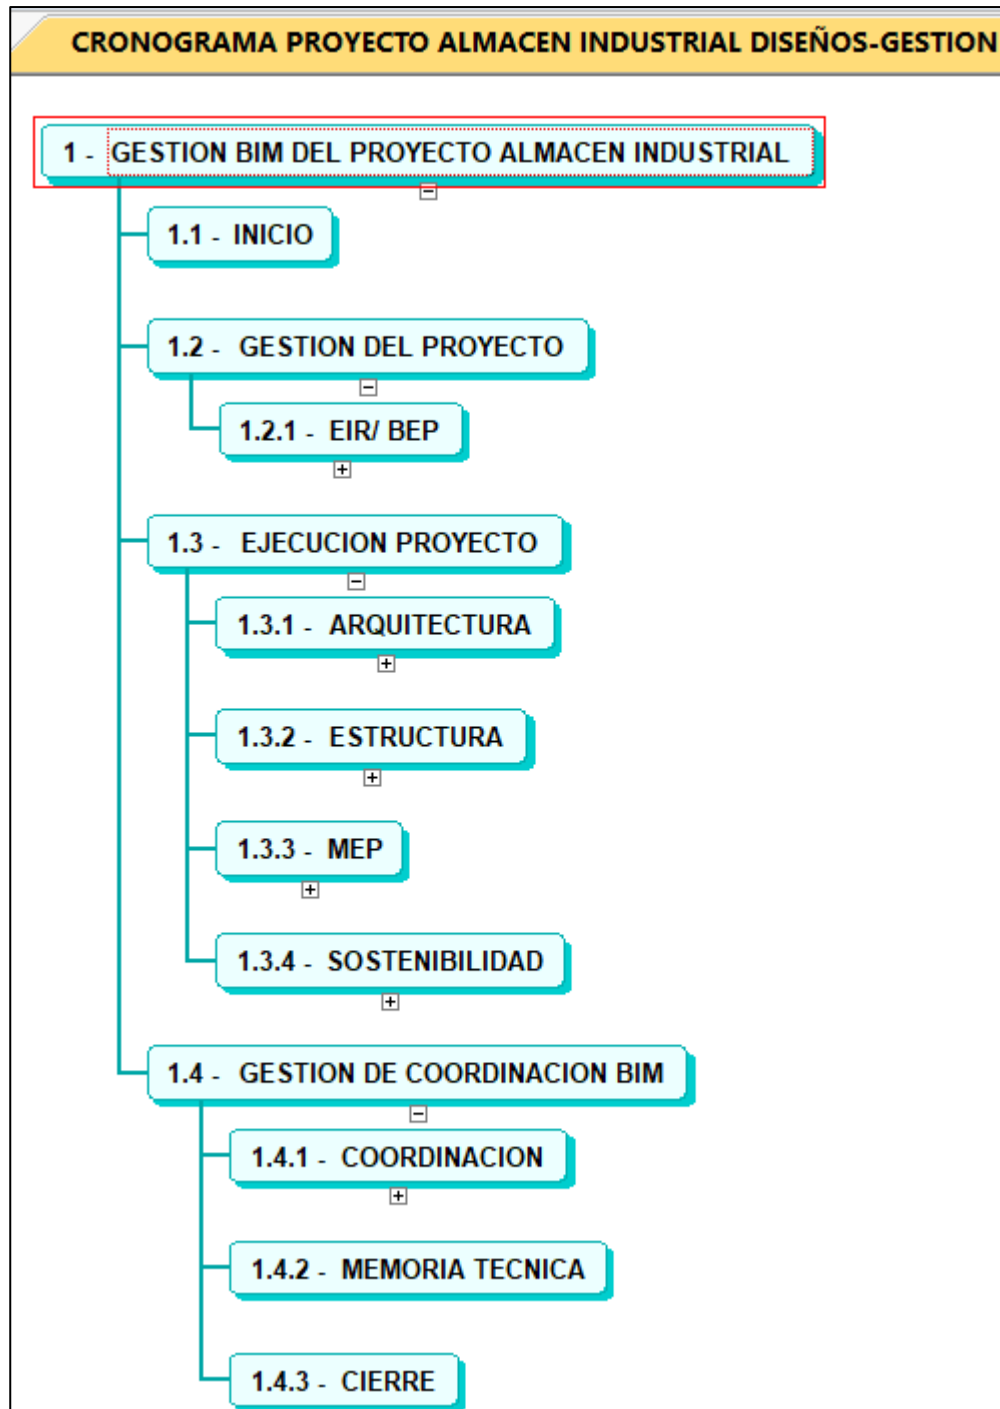 CRONOGRAMA PROYECTO ALMACEN INDUSTRIAL DISEÑOS-GESTION
1 - GESTION BIM DEL PROYECTO ALMACEN INDUSTRIAL
1.1 - INICIO
1.2 - GESTION DEL PROYECTO
1.2.1 - EIR/ BEP
1.3 - EJECUCION PROYECTO
1.3.1 - ARQUITECTURA
1.3.2 - ESTRUCTURA
1.3.3 - MEP
1.3.4 - SOSTENIBILIDAD
1.4 - GESTION DE COORDINACION BIM
1.4.1 - COORDINACION
1.4.2 - MEMORIA TECNICA
1.4.3 - CIERRE